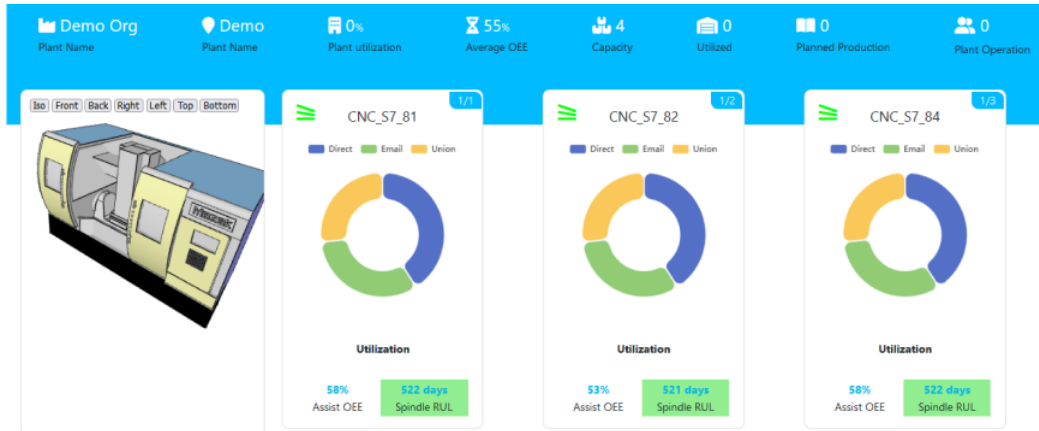 Demo Org
Plant Name
Demo
Plant Name
0%
Plant utilization
55%
Average OEE
4
Capacity
0
Utilized
0
Planned Production
0
Plant Operation
Iso Front Back Right Left Top Bottom
Mazak
1/1
CNC_S7_81
Direct Email Union
Utilization
58%
Assist OEE
522 days
Spindle RUL
1/2
CNC_S7_82
Direct Email Union
Utilization
53%
Assist OEE
521 days
Spindle RUL
1/3
CNC_S7_84
Direct Email Union
Utilization
58%
Assist OEE
522 days
Spindle RUL